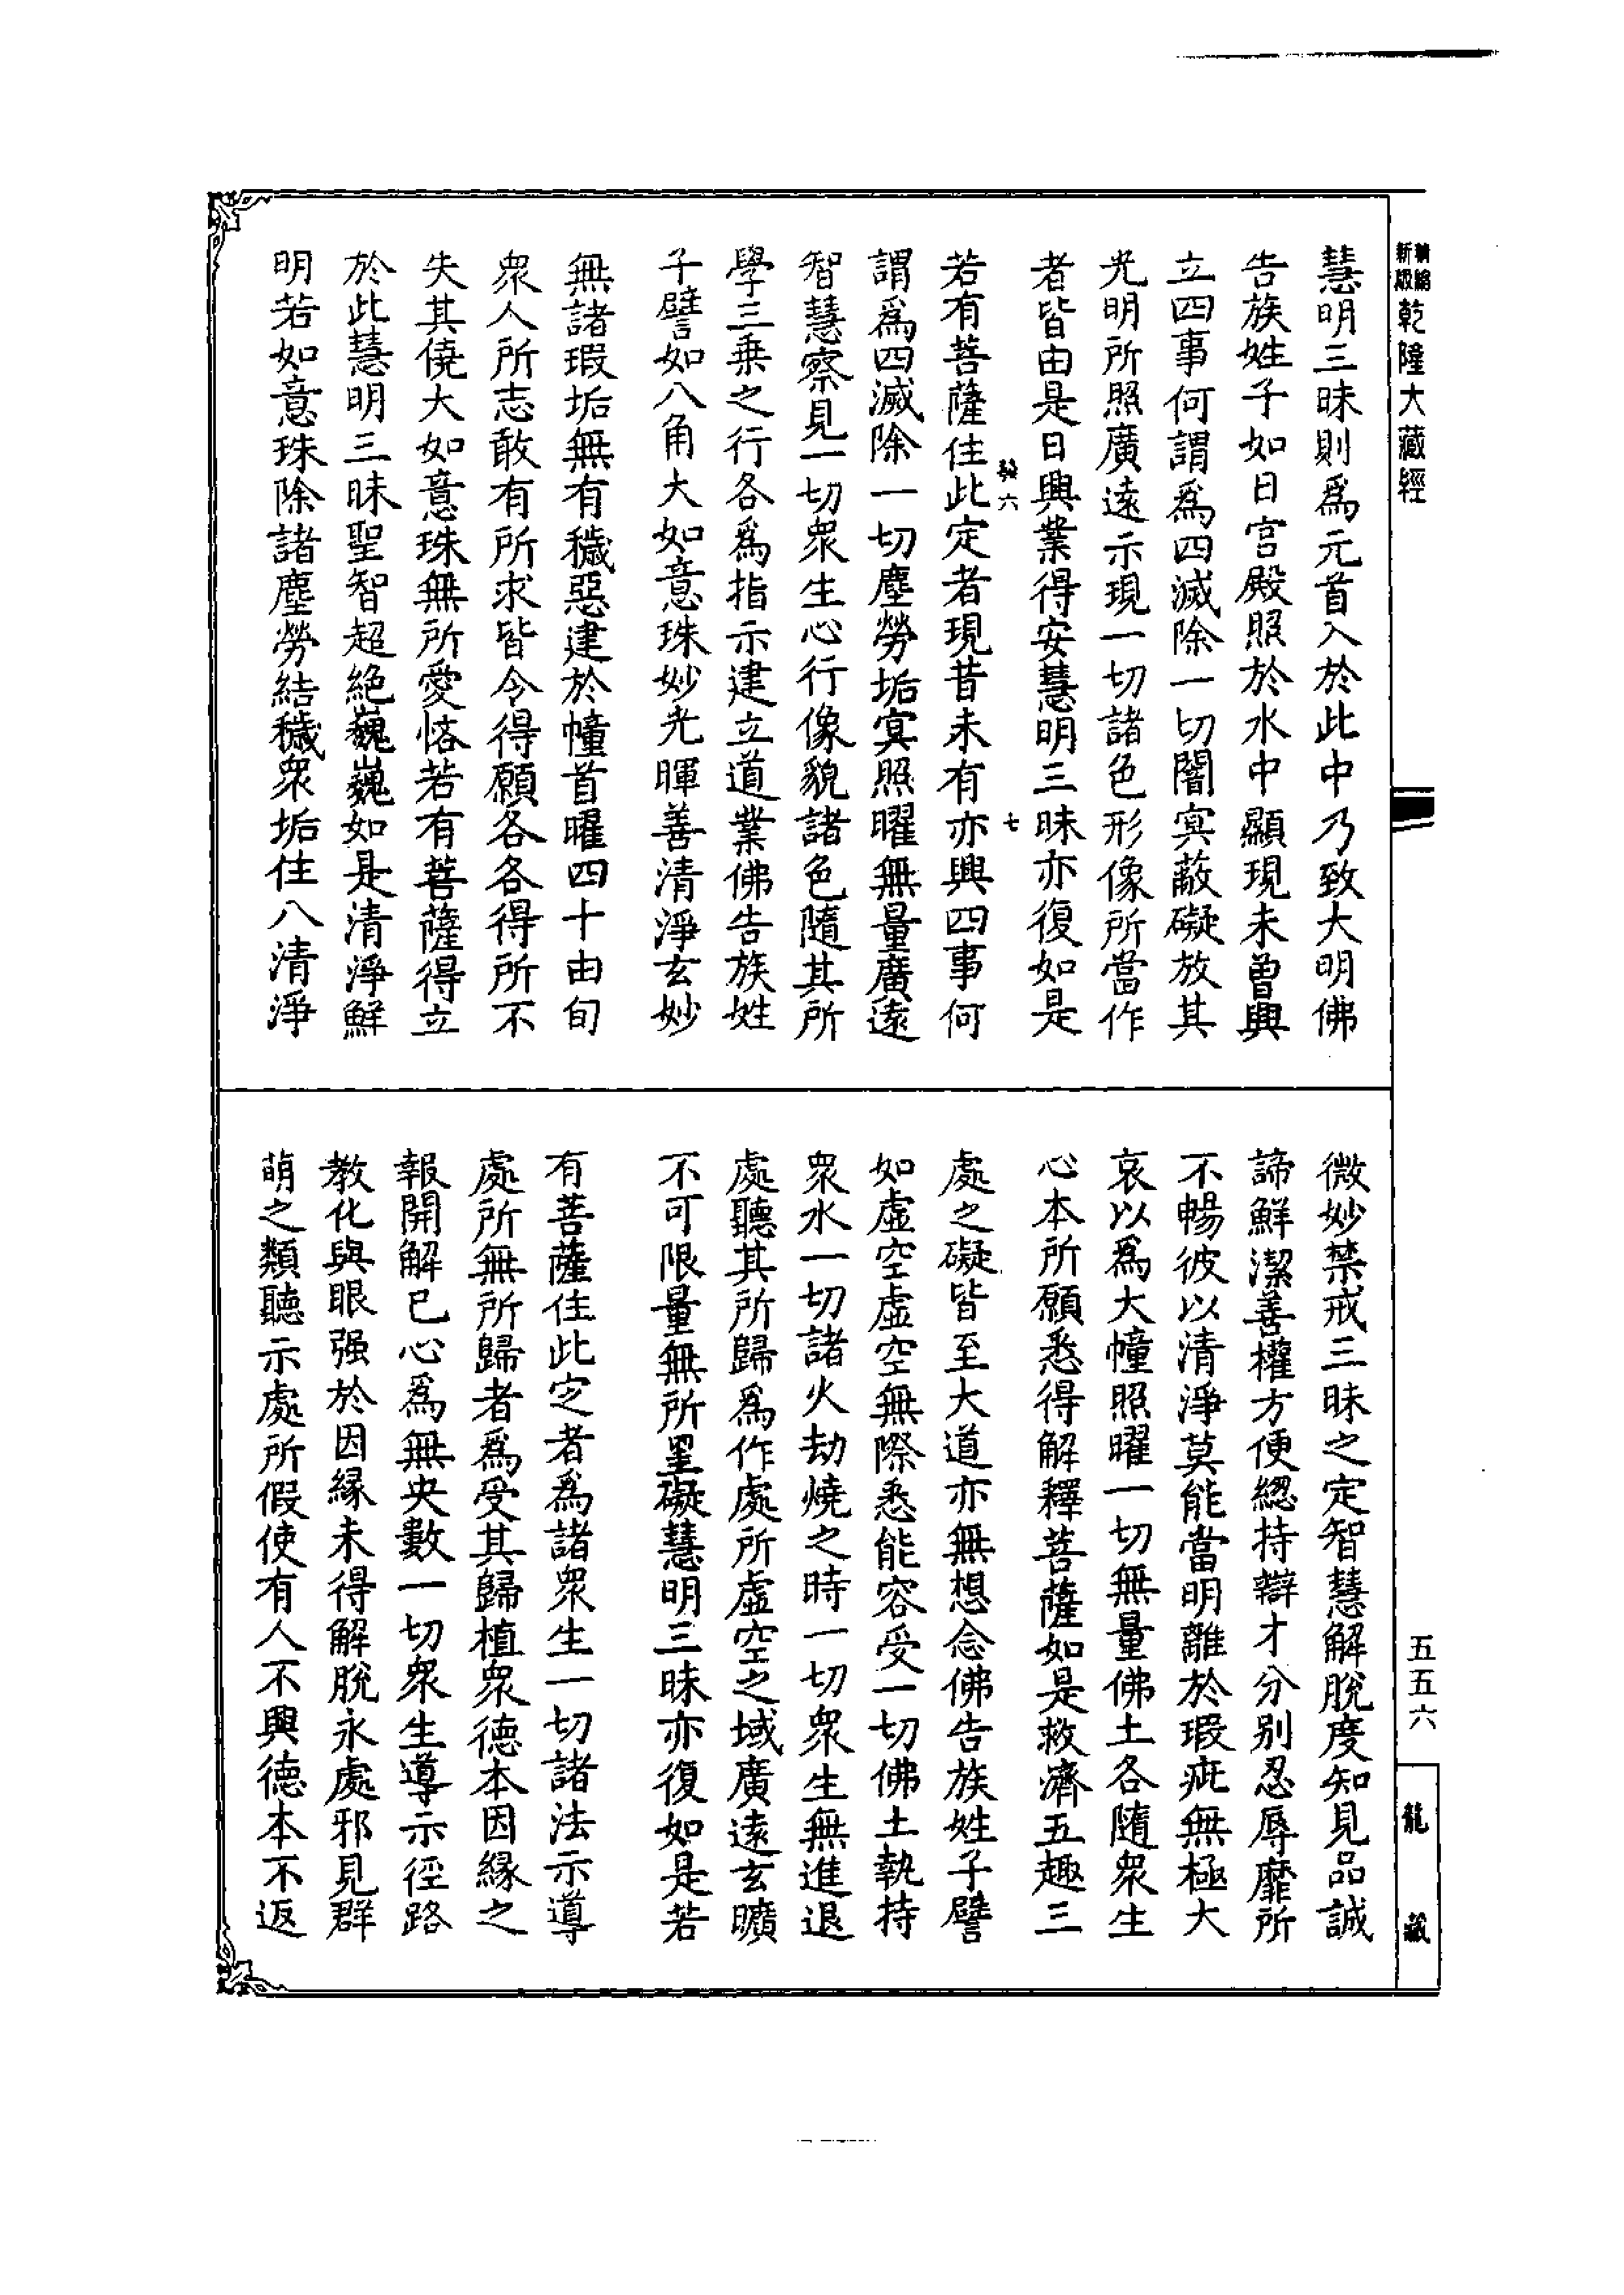 精編
新版
乾隆大藏經
慧明三昧則爲元首入於此中乃致大明佛
告族姓子如日宮殿照於水中顯現未曾興
立四事何謂爲四滅除一切闇冥蔽礙放其
光明所照廣遠示現一切諸色形像所當作
者皆由是日興業得安慧明三昧亦復如是
六 七
若有菩薩住此定者現昔未有亦興四事何
謂爲四滅除一切塵勞垢冥照曜無量廣遠
智慧察見一切衆生心行像貌諸色隨其所
學三乘之行各爲指示建立道業佛告族姓
子譬如八角大如意珠妙光暉善清淨玄妙
無諸瑕垢無有穢惡建於幢首曜四十由旬
衆人所志敢有所求皆令得願各各得所不
失其僥大如意珠無所愛恡若有菩薩得立
於此慧明三昧聖智超絕巍巍如是清淨鮮
明若如意珠除諸塵勞結穢衆垢住八清淨
微妙禁戒三昧之定智慧解脫度知見品誠
諦鮮潔善權方便緫持辯才分别忍辱靡所
不暢彼以清淨莫能當明離於瑕疵無極大
哀以爲大幢照曜一切無量佛土各隨衆生
心本所願悉得解釋菩薩如是救濟五趣三
處之礙皆至大道亦無想念佛告族姓子譬
如虛空虛空無際悉能容受一切佛土執持
衆水一切諸火劫燒之時一切衆生無進退
處聽其所歸爲作處所虛空之域廣遠玄曠
不可限量無所罣礙慧明三昧亦復如是若
有菩薩住此定者爲諸衆生一切諸法示導
處所無所歸者爲受其歸植衆德本因緣之
報開解已心爲無央數一切衆生導示徑路
教化與眼强於因緣未得解脫永處邪見群
萌之類聽示處所假使有人不興德本不返
五五六
龍藏